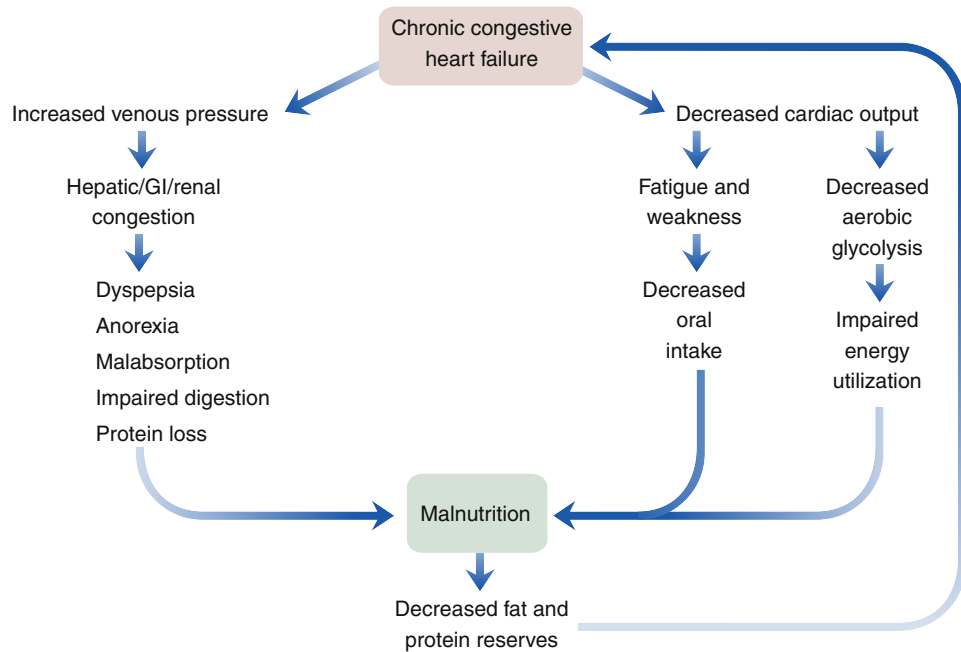 Chronic congestive
heart failure
Increased venous pressure
Hepatic/GI/renal
congestion
Dyspepsia
Anorexia
Malabsorption
Impaired digestion
Protein loss
Decreased cardiac output
Fatigue and
weakness
Decreased
oral
intake
Decreased
aerobic
glycolysis
Impaired
energy
utilization
Malnutrition
Decreased fat and
protein reserves